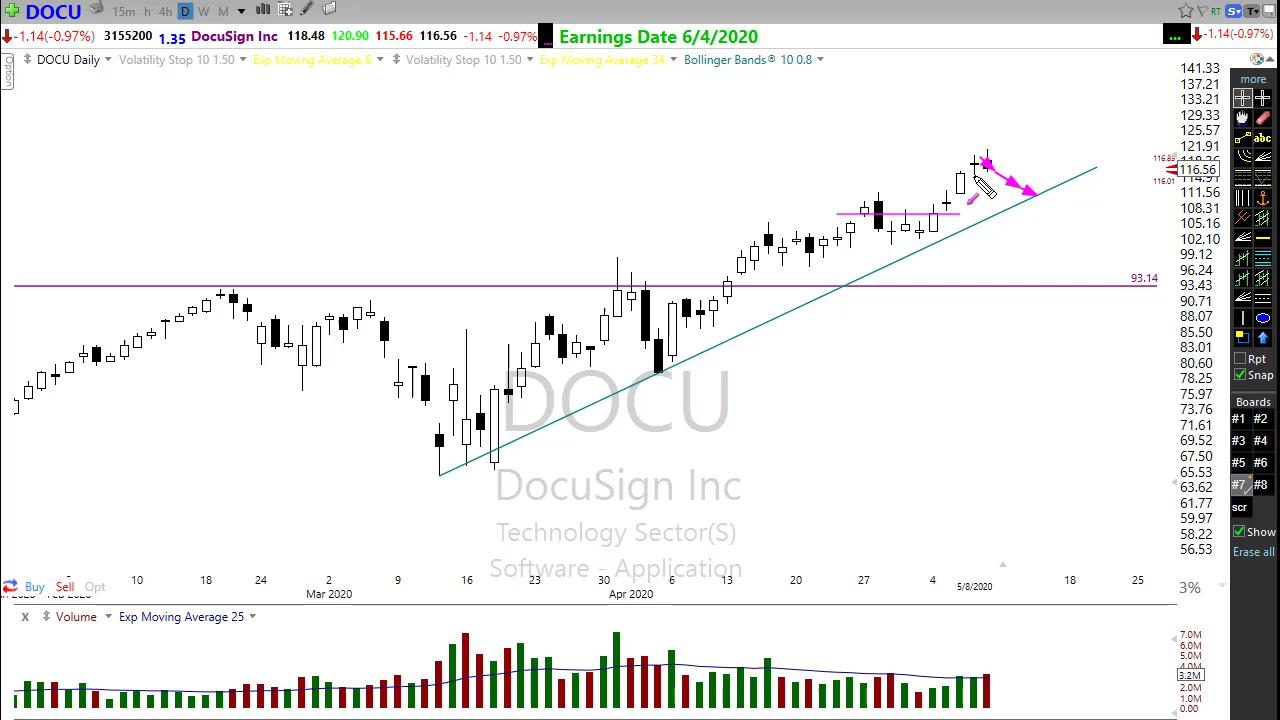 DOCU 15m h 4h D W M RT S T
-1.14(-0.97%) 3155200 1.35 DocuSign Inc 118.48 120.90 115.66 116.56 -1.14 -0.97% ... Earnings Date 6/4/2020 ... -1.14(-0.97%)
Option
DOCU Daily Volatility Stop 10 1.50 Exp Moving Average 8 Volatility Stop 10 1.50 Exp Moving Average 34 Bollinger Bands® 10 0.8
141.33
137.21
133.21
129.33
125.57
121.91
116.56
111.56
108.31
105.16
102.10
99.12
96.24
93.43
90.71
88.07
85.50
83.01
80.60
78.25
75.97
73.76
71.61
69.52
67.50
65.53
63.62
61.77
59.97
58.22
56.53
116.01
93.14
more
abc
Rpt
Snap
Boards
#1 #2
#3 #4
#5 #6
#7 #8
scr
Show
Erase all
DOCU
DocuSign Inc
Technology Sector(S)
Software - Application
10 18 24 2 9 16 23 30 6 13 20 27 4 5/8/2020 18 25
Mar 2020 Apr 2020
Buy Sell Opt
3%
x Volume Exp Moving Average 25
7.0M
6.0M
5.0M
4.0M
3.2M
2.0M
1.0M
0.00